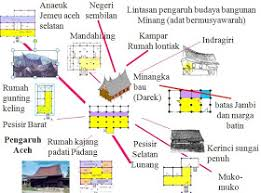 Anaeuk
Jemeu aceh
selatan
Negeri
sembilan
Lintasan pengaruh budaya bangunan
Minang (adat bermusyawarah)
Mandahiling
Kampar
Rumah lontiak
Indragiri
Rumah
gunting
keling
Minangka
bau
(Darek)
batas Jambi
dan marga
batin
Pesisir Barat
Pengaruh
Aceh
Rumah kajang
padati Padang
Pesisir
Selatan
Lunang
Kerinci sungai
penuh
Muko-
muko